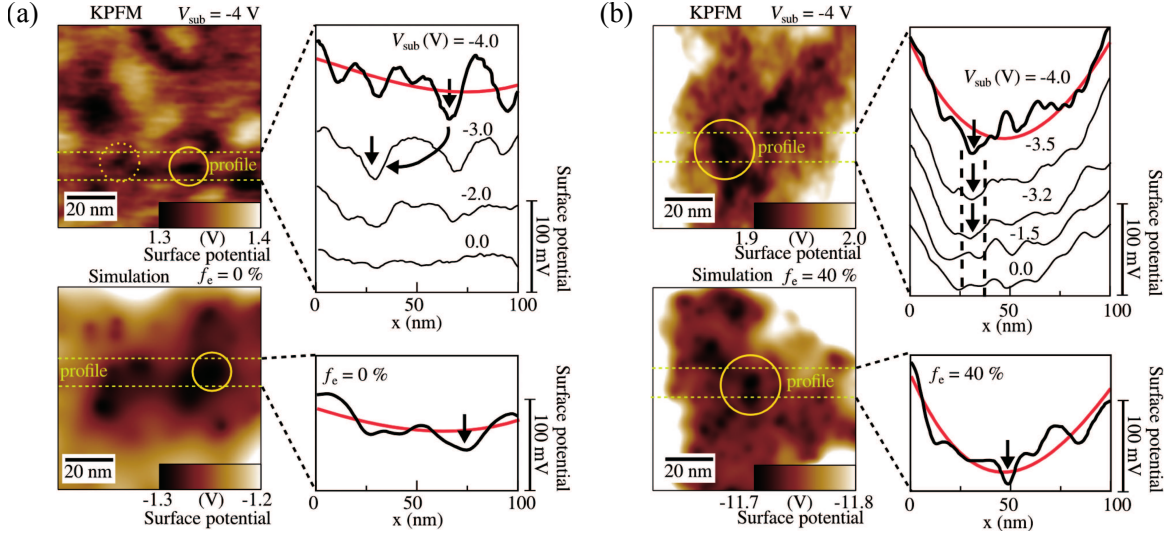 (a)
KPFM V_sub = -4 V
profile
20 nm
1.3 (V) 1.4
Surface potential
V_sub (V) = -4.0
-3.0
-2.0
0.0
0 50 100
x (nm)
Surface potential
100 mV
Simulation f_e = 0 %
profile
20 nm
-1.3 (V) -1.2
Surface potential
f_e = 0 %
0 50 100
x (nm)
Surface potential
100 mV
(b)
KPFM V_sub = -4 V
profile
20 nm
1.9 (V) 2.0
Surface potential
V_sub (V) = -4.0
-3.5
-3.2
-1.5
0.0
0 50 100
x (nm)
Surface potential
100 mV
Simulation f_e = 40 %
profile
20 nm
-11.7 (V) -11.8
Surface potential
f_e = 40 %
0 50 100
x (nm)
Surface potential
100 mV